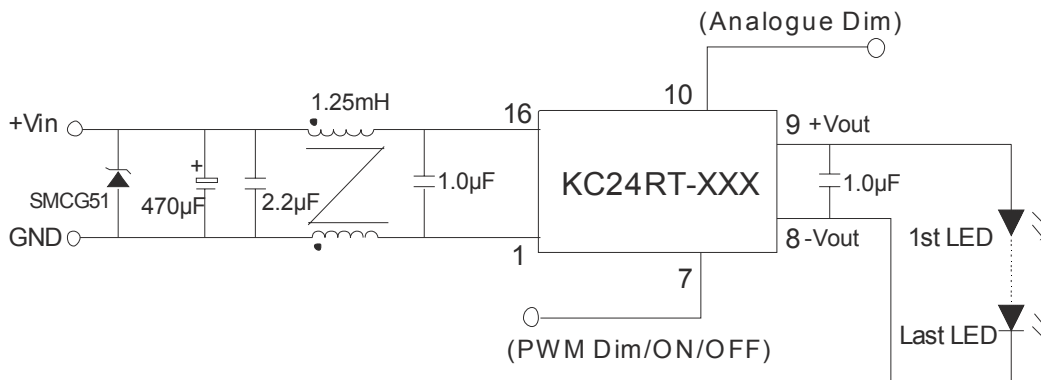 (Analogue Dim)
1.25mH
10
+Vin
16
9 +Vout
+
SMCG51
470µF
2.2µF
1.0µF
KC24RT-XXX
1.0µF
GND
1
8 -Vout
1st LED
7
Last LED
(PWM Dim/ON/OFF)